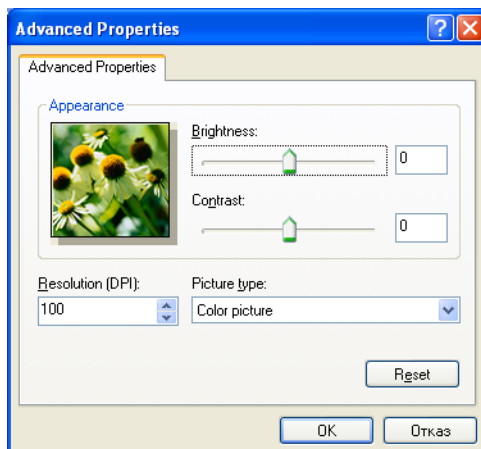 Advanced Properties
Advanced Properties
Appearance
Brightness:
0
Contrast:
0
Resolution (DPI):
Picture type:
100
Color picture
Reset
OK
Отказ